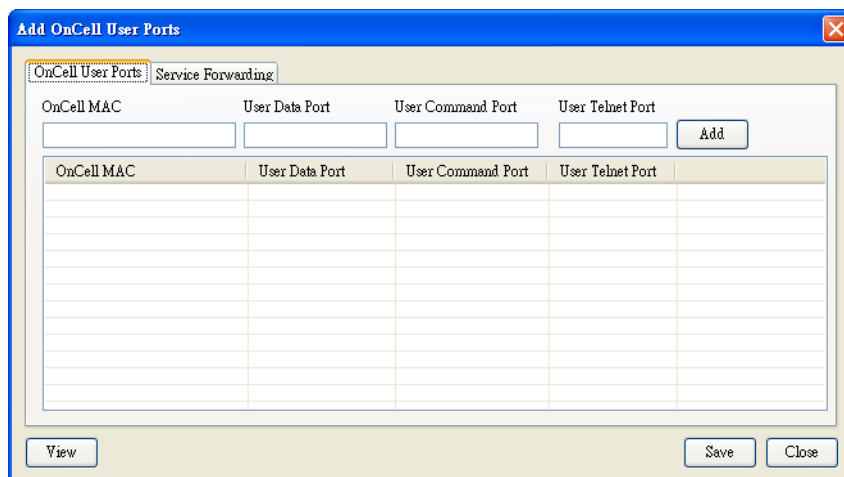 Add OnCell User Ports
OnCell User Ports Service Forwarding
OnCell MAC User Data Port User Command Port User Telnet Port
Add
OnCell MAC User Data Port User Command Port User Telnet Port
View Save Close